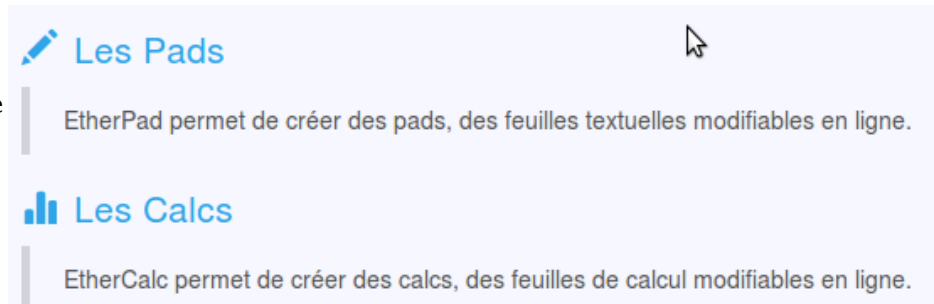 Les Pads
EtherPad permet de créer des pads, des feuilles textuelles modifiables en ligne.
Les Calcs
EtherCalc permet de créer des calcs, des feuilles de calcul modifiables en ligne.